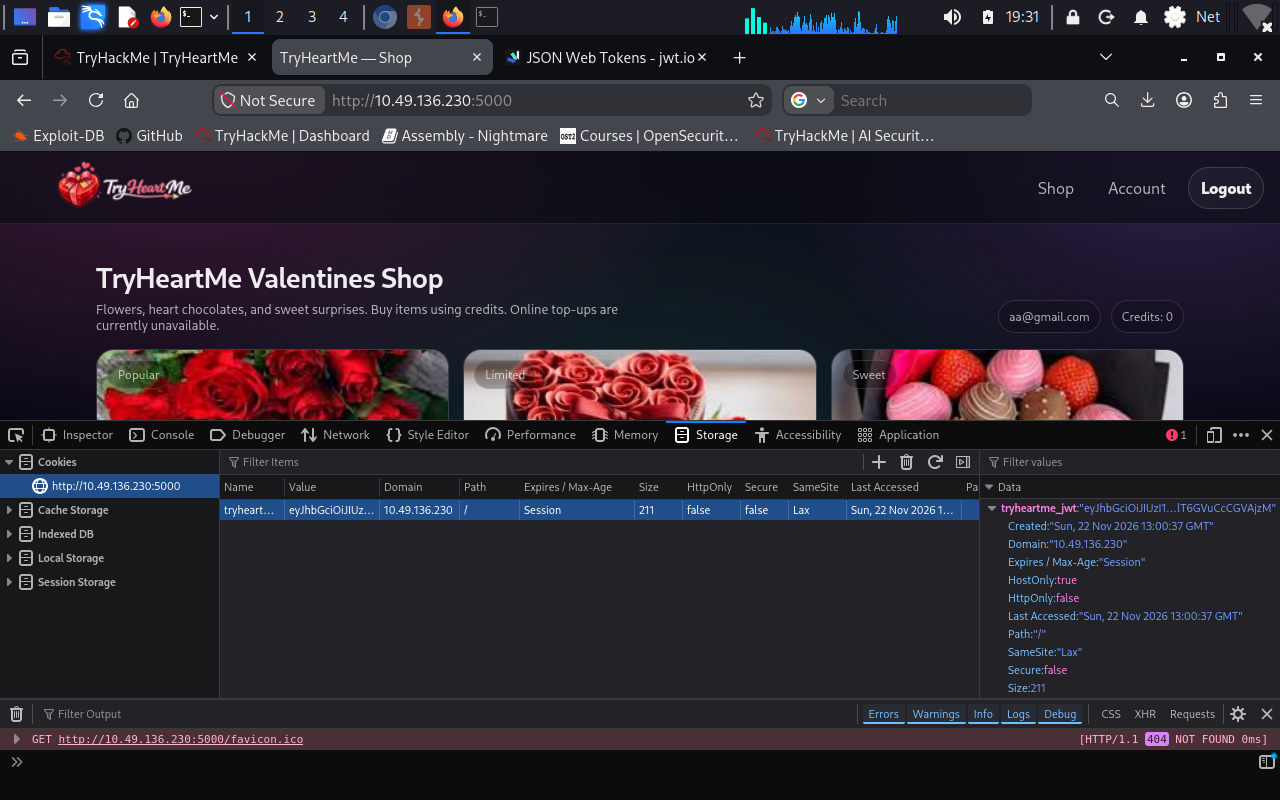 1 2 3 4 19:31 Net
TryHackMe | TryHeartMe TryHeartMe — Shop JSON Web Tokens - jwt.io
Not Secure http://10.49.136.230:5000 Search
Exploit-DB GitHub TryHackMe | Dashboard Assembly - Nightmare OST2 Courses | OpenSecurit… TryHackMe | AI Securit…
TryHeartMe Shop Account Logout
TryHeartMe Valentines Shop
Flowers, heart chocolates, and sweet surprises. Buy items using credits. Online top-ups are
currently unavailable.
aa@gmail.com Credits: 0
Popular Limited Sweet
Inspector Console Debugger Network Style Editor Performance Memory Storage Accessibility Application 1
Cookies Filter Items Filter values
http://10.49.136.230:5000 Name Value Domain Path Expires / Max-Age Size HttpOnly Secure SameSite Last Accessed Pa Data
Cache Storage tryheart… eyJhbGciOiJIUz… 10.49.136.230 / Session 211 false false Lax Sun, 22 Nov 2026 1… tryheartme_jwt:"eyJhbGciOiJIUzI1…lT6GVuCcCGVAjzM"
Created:"Sun, 22 Nov 2026 13:00:37 GMT"
Indexed DB Domain:"10.49.136.230"
Local Storage Expires / Max-Age:"Session"
Session Storage HostOnly:true
HttpOnly:false
Last Accessed:"Sun, 22 Nov 2026 13:00:37 GMT"
Path:"/"
SameSite:"Lax"
Secure:false
Size:211
Filter Output Errors Warnings Info Logs Debug CSS XHR Requests
GET http://10.49.136.230:5000/favicon.ico [HTTP/1.1 404 NOT FOUND 0ms]